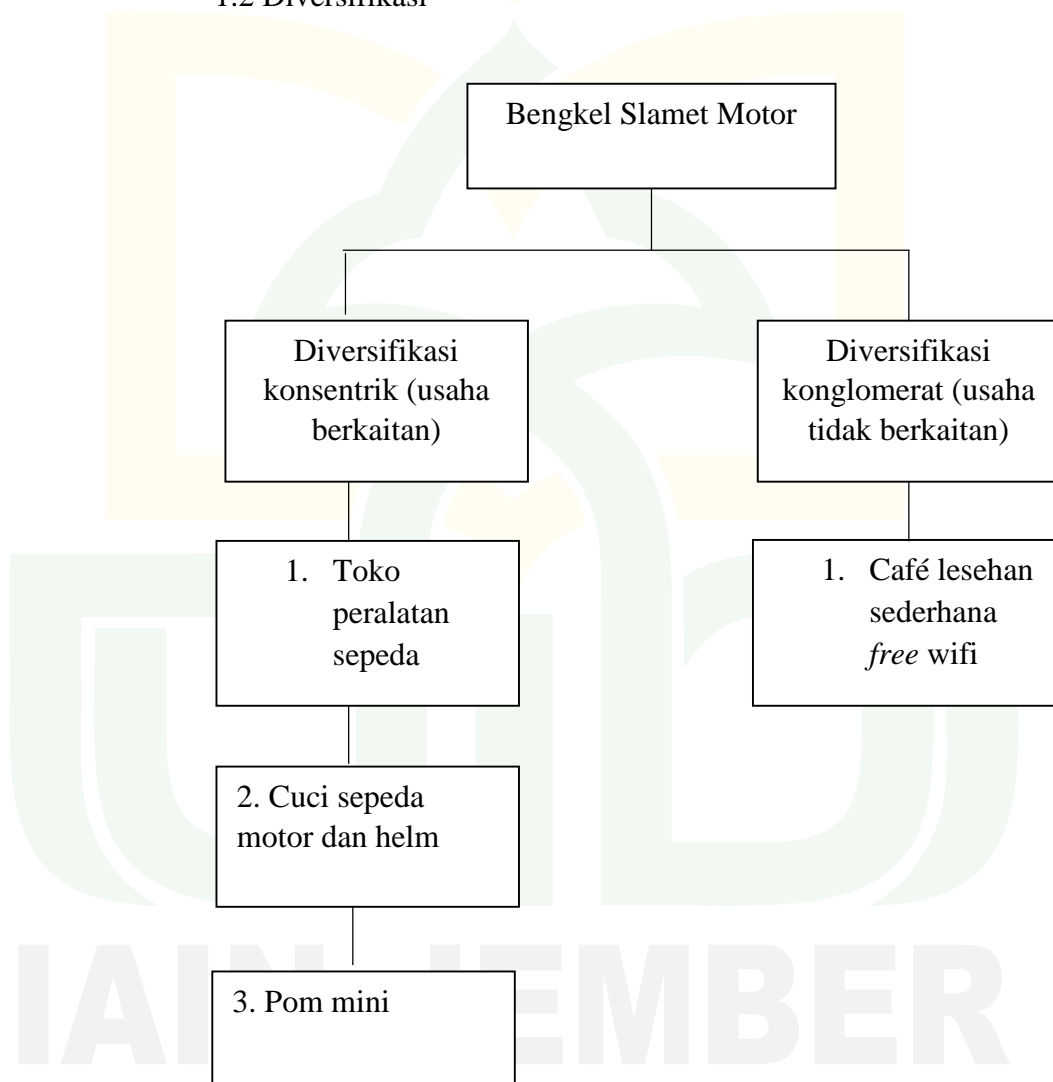 1.2 Diversifikasi
Bengkel Slamet Motor
Diversifikasi
konsentrik (usaha
berkaitan)
Diversifikasi
konglomerat (usaha
tidak berkaitan)
1. Toko
peralatan
sepeda
1. Café lesehan
sederhana
free wifi
2. Cuci sepeda
motor dan helm
3. Pom mini
IAIN JEMBER